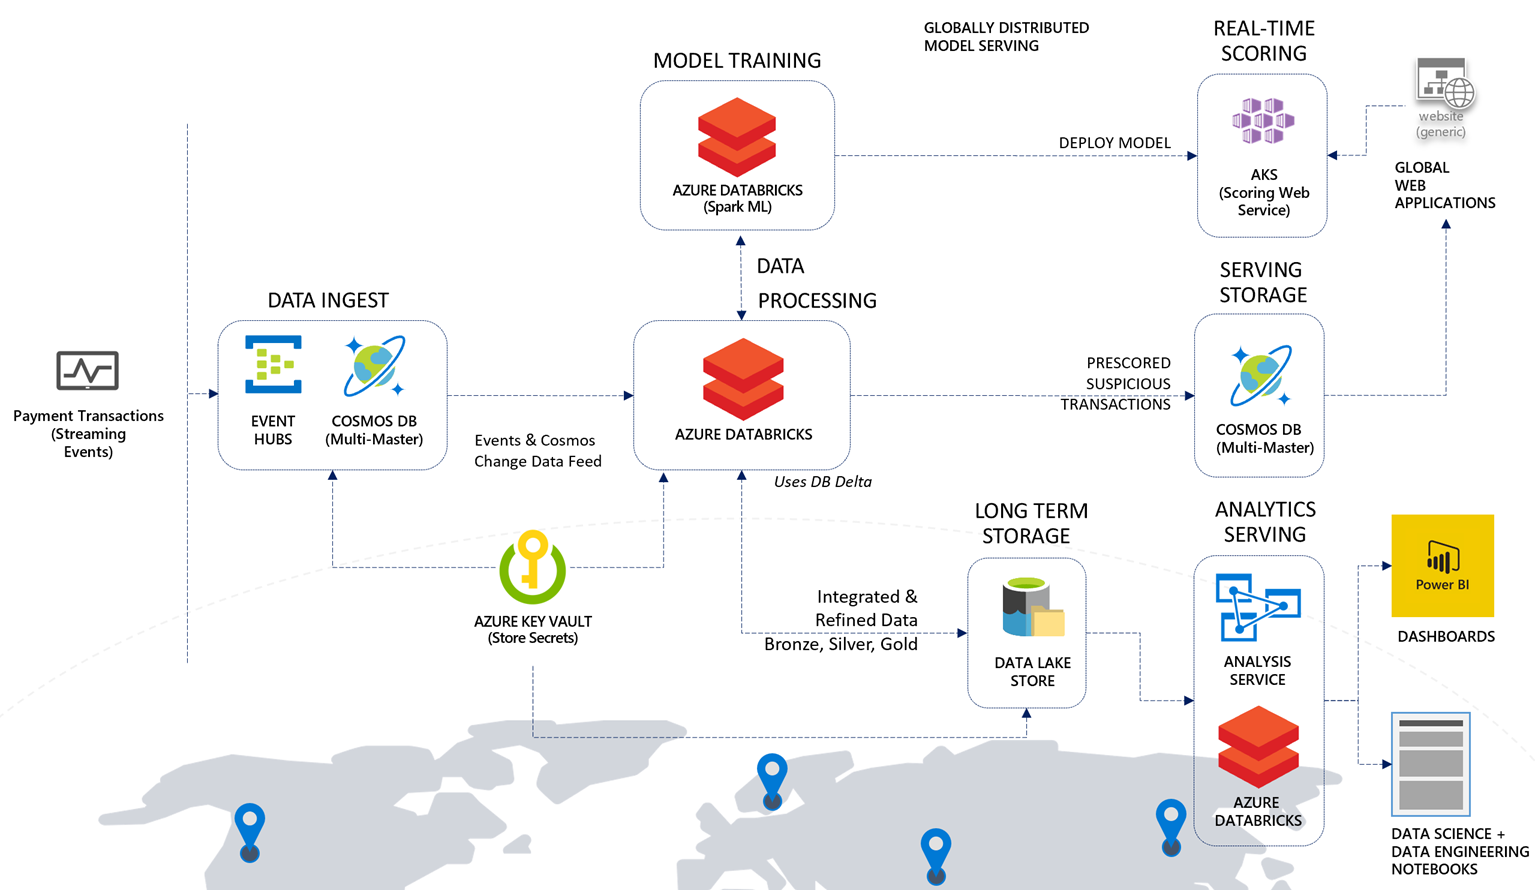 GLOBALLY DISTRIBUTED
MODEL SERVING
REAL-TIME
SCORING
MODEL TRAINING
AZURE DATABRICKS
(Spark ML)
DEPLOY MODEL
AKS
(Scoring Web
Service)
website
(generic)
GLOBAL
WEB
APPLICATIONS
DATA
PROCESSING
DATA INGEST
SERVING
STORAGE
Payment Transactions
(Streaming
Events)
EVENT
HUBS
COSMOS DB
(Multi-Master)
Events & Cosmos
Change Data Feed
AZURE DATABRICKS
Uses DB Delta
PRESCORED
SUSPICIOUS
TRANSACTIONS
COSMOS DB
(Multi-Master)
AZURE KEY VAULT
(Store Secrets)
LONG TERM
STORAGE
Integrated &
Refined Data
Bronze, Silver, Gold
DATA LAKE
STORE
ANALYTICS
SERVING
ANALYSIS
SERVICE
AZURE
DATABRICKS
Power BI
DASHBOARDS
DATA SCIENCE +
DATA ENGINEERING
NOTEBOOKS